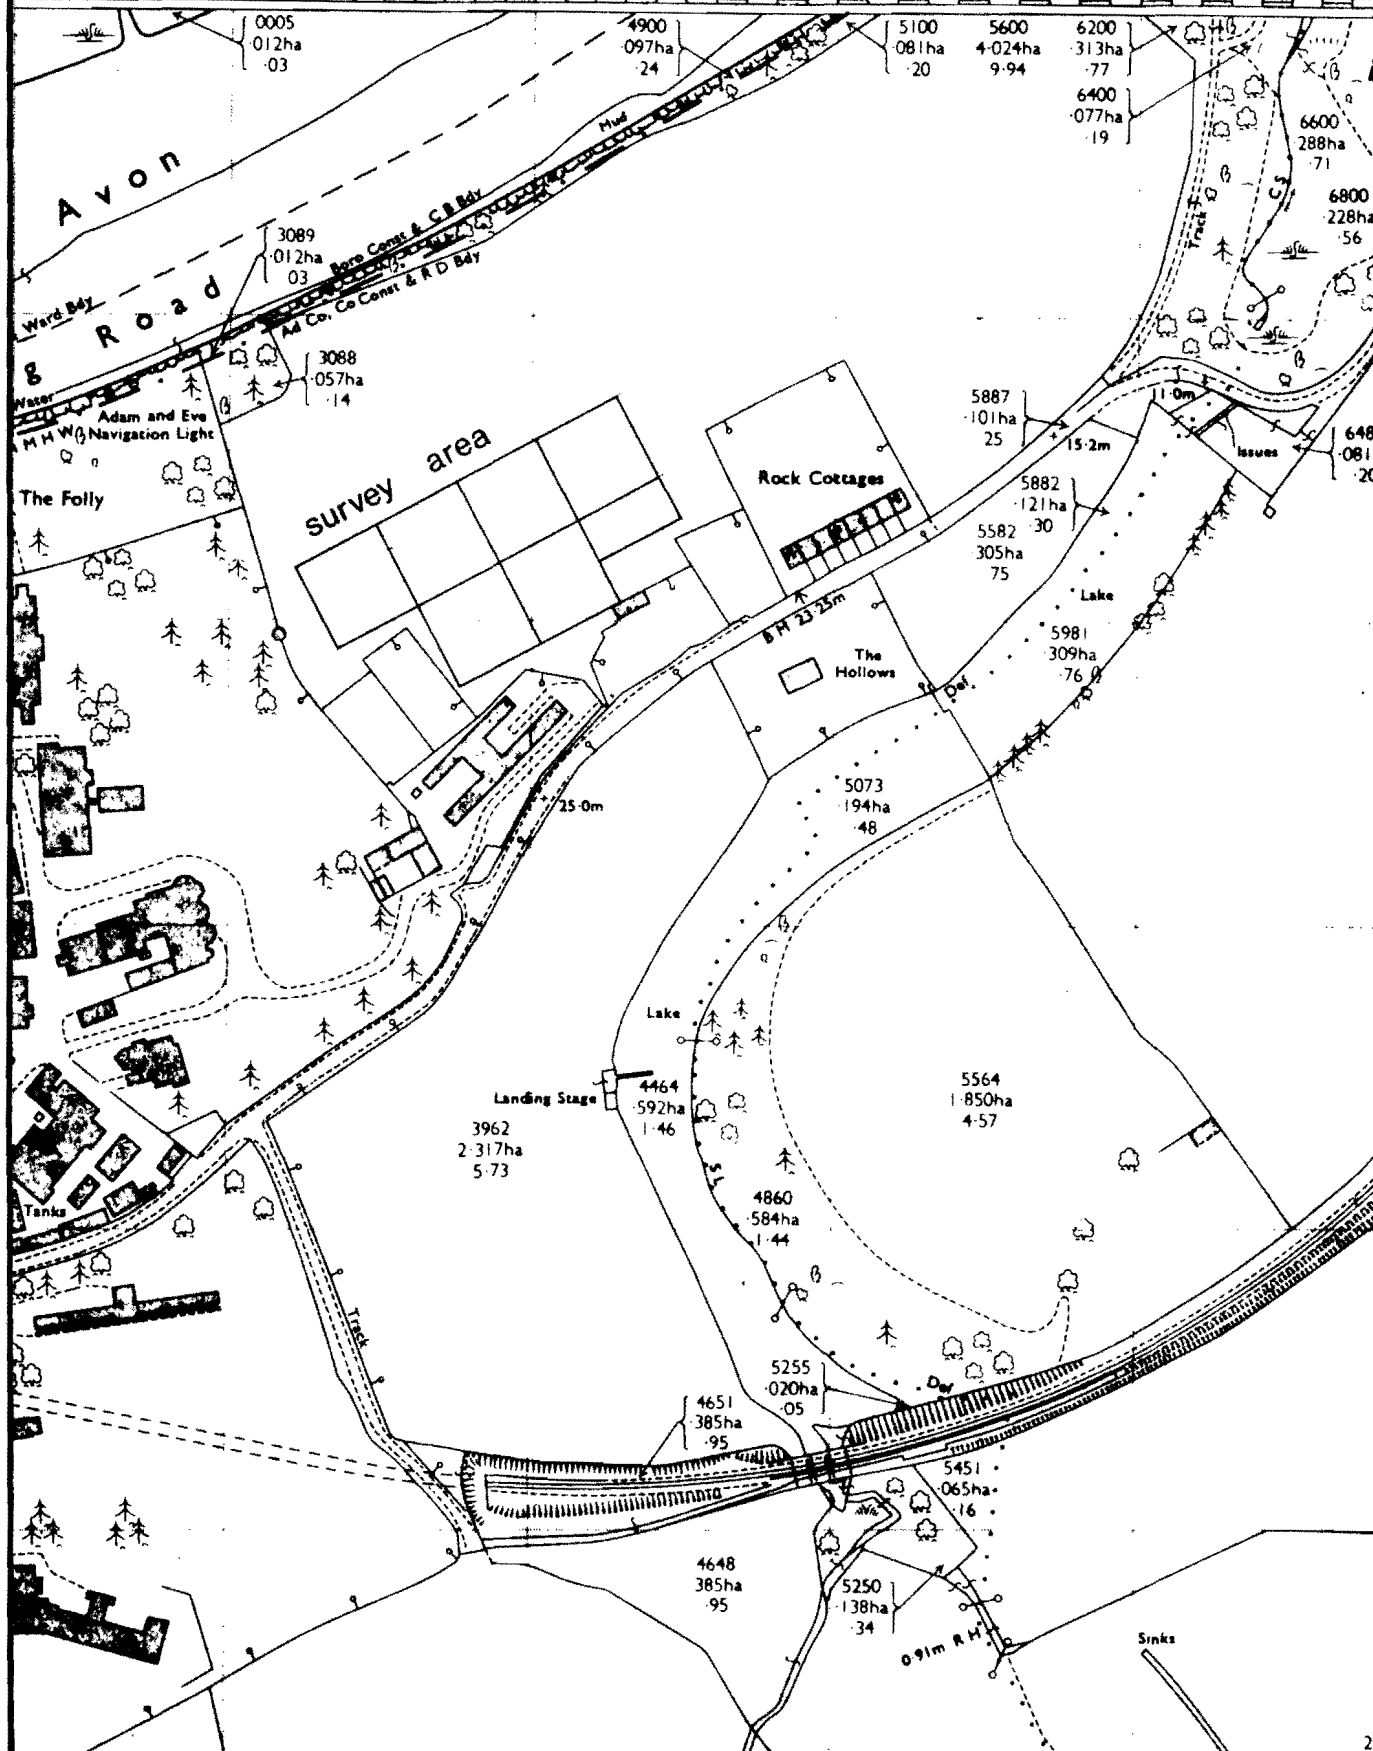 0005
·012ha
·03
4900
·097ha
·24
5100
·081ha
·20
5600
4·024ha
9·94
6200
·313ha
·77
6400
·077ha
·19
6600
288ha
·71
6800
·228ha
·56
Avon
Mud
Track
C S
Boro Const & C B Bdy
Ad Co, Co Const & R D Bdy
3089
·012ha
03
Ward Bdy
g Road
Water
M H W
3088
·057ha
·14
Adam and Eve
Navigation Light
The Folly
survey area
Rock Cottages
5887
·101ha
25
15·2m
11·0m
Issues
648
·081
·20
5882
·121ha
·30
5582
·305ha
75
Lake
5981
·309ha
·76
B M 23·25m
The
Hollows
Def
5073
·194ha
·48
25·0m
Lake
Landing Stage
4464
·592ha
1·46
3962
2·317ha
5·73
5564
1·850ha
4·57
S L
4860
·584ha
1·44
Tanks
Track
5255
·020ha
·05
Def
4651
·385ha
·95
5451
·065ha
·16
4648
385ha
·95
5250
·138ha
·34
0·91m R H
Sinks
2